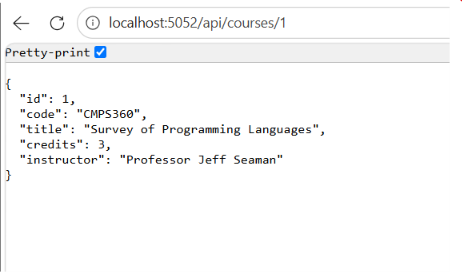 localhost:5052/api/courses/1
Pretty-print
{
  "id": 1,
  "code": "CMPS360",
  "title": "Survey of Programming Languages",
  "credits": 3,
  "instructor": "Professor Jeff Seaman"
}